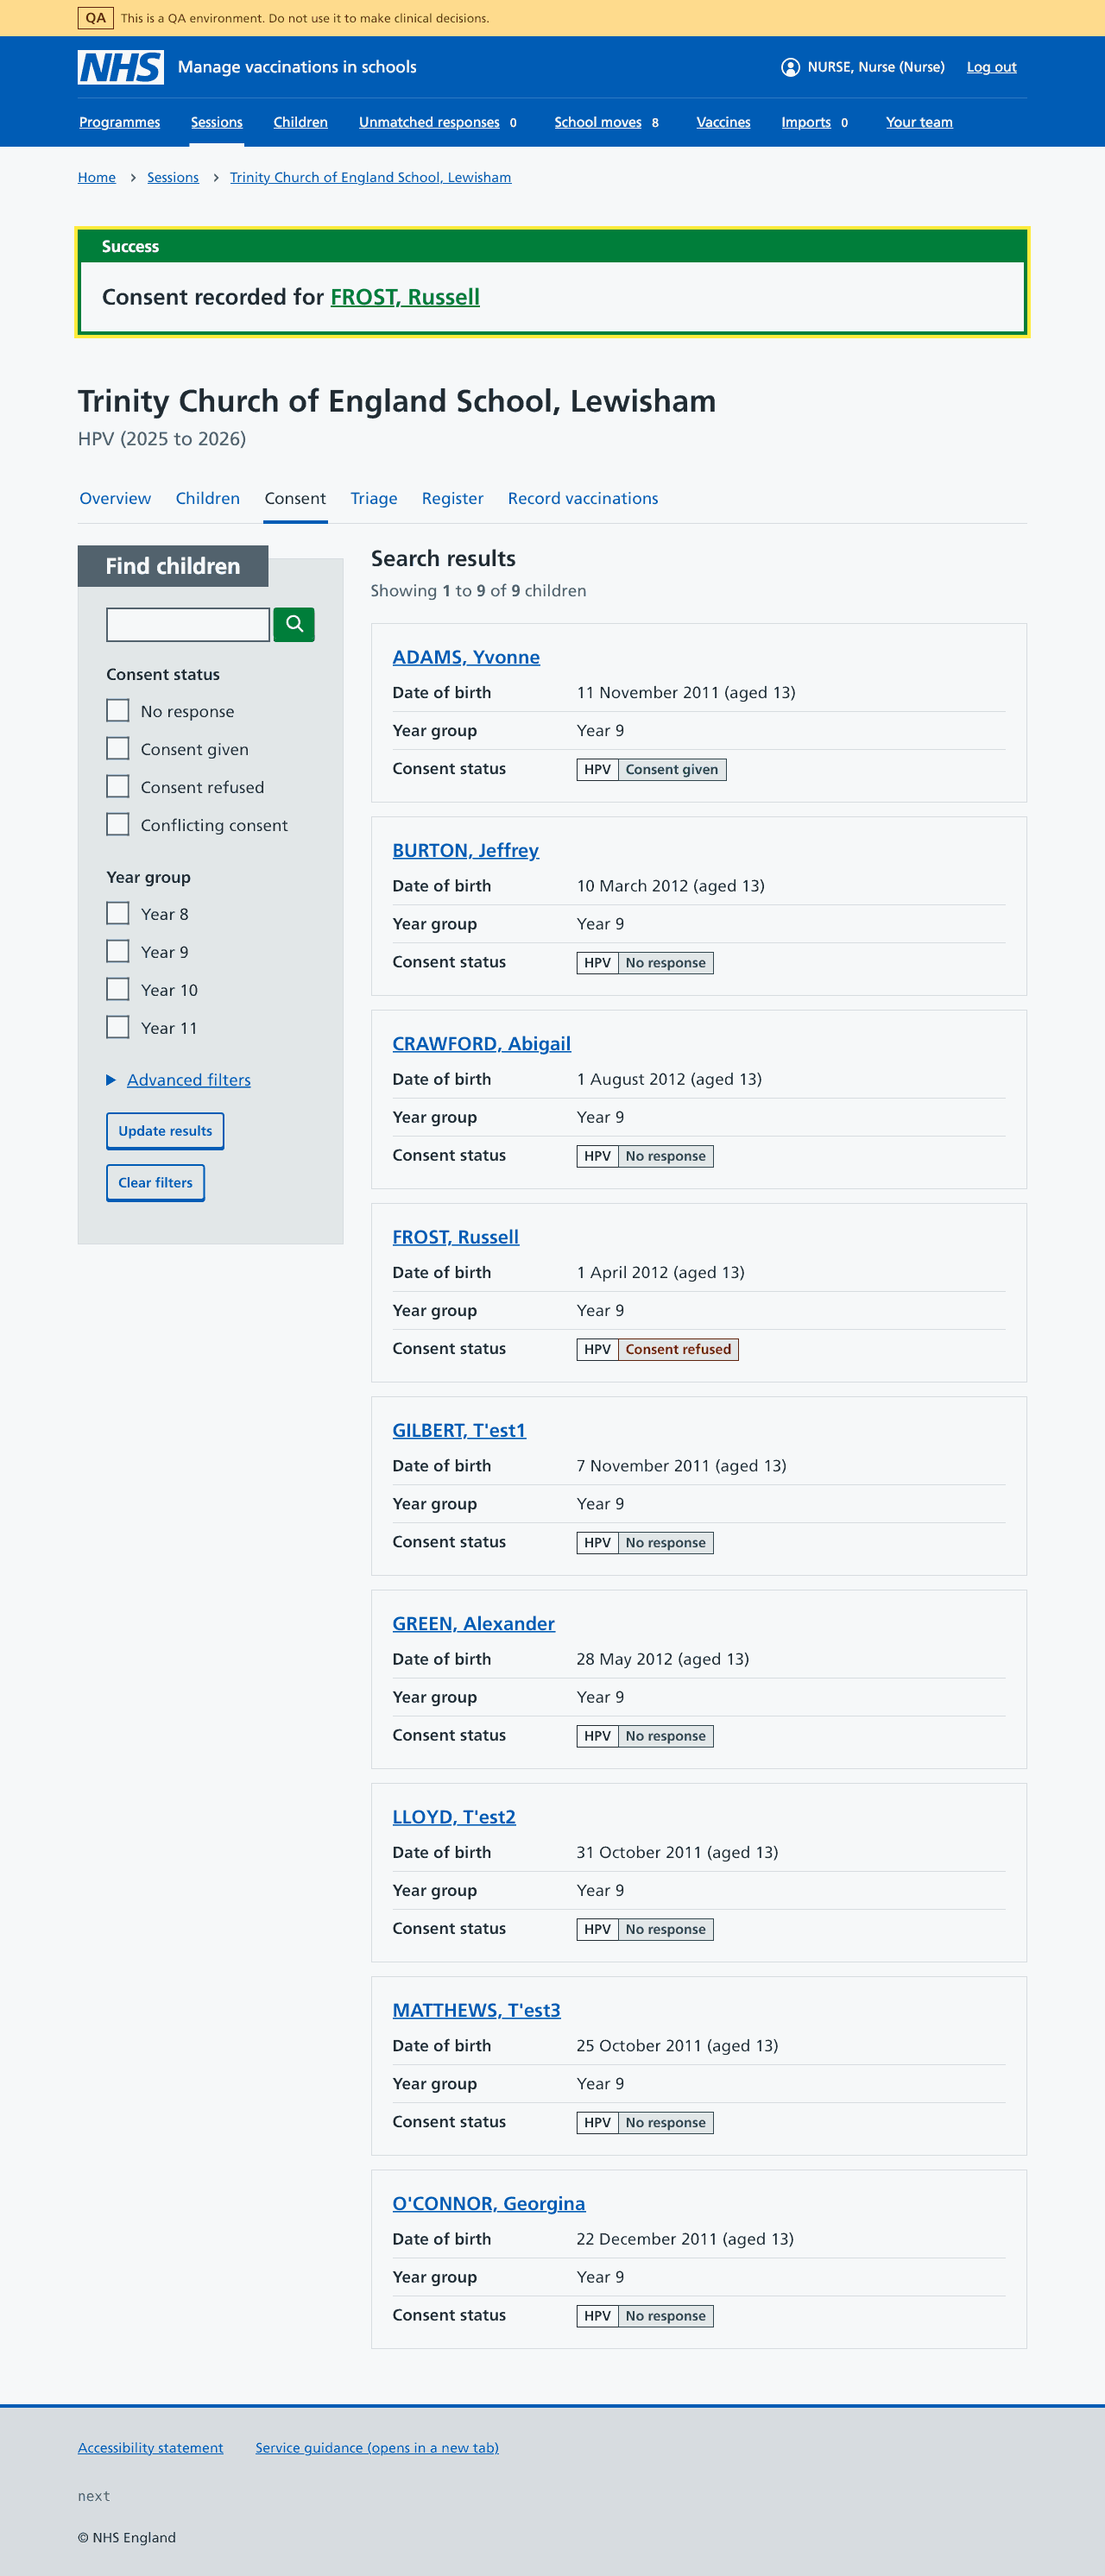 QA This is a QA environment. Do not use it to make clinical decisions.
NHS Manage vaccinations in schools NURSE, Nurse (Nurse) Log out
Programmes Sessions Children Unmatched responses 0 School moves 8 Vaccines Imports 0 Your team
Home Sessions Trinity Church of England School, Lewisham
Success
Consent recorded for FROST, Russell
Trinity Church of England School, Lewisham
HPV (2025 to 2026)
Overview Children Consent Triage Register Record vaccinations
Find children
Consent status
No response
Consent given
Consent refused
Conflicting consent
Year group
Year 8
Year 9
Year 10
Year 11
Advanced filters
Update results
Clear filters
Search results
Showing 1 to 9 of 9 children
ADAMS, Yvonne
Date of birth 11 November 2011 (aged 13)
Year group Year 9
Consent status HPV Consent given
BURTON, Jeffrey
Date of birth 10 March 2012 (aged 13)
Year group Year 9
Consent status HPV No response
CRAWFORD, Abigail
Date of birth 1 August 2012 (aged 13)
Year group Year 9
Consent status HPV No response
FROST, Russell
Date of birth 1 April 2012 (aged 13)
Year group Year 9
Consent status HPV Consent refused
GILBERT, T'est1
Date of birth 7 November 2011 (aged 13)
Year group Year 9
Consent status HPV No response
GREEN, Alexander
Date of birth 28 May 2012 (aged 13)
Year group Year 9
Consent status HPV No response
LLOYD, T'est2
Date of birth 31 October 2011 (aged 13)
Year group Year 9
Consent status HPV No response
MATTHEWS, T'est3
Date of birth 25 October 2011 (aged 13)
Year group Year 9
Consent status HPV No response
O'CONNOR, Georgina
Date of birth 22 December 2011 (aged 13)
Year group Year 9
Consent status HPV No response
Accessibility statement Service guidance (opens in a new tab)
next
© NHS England